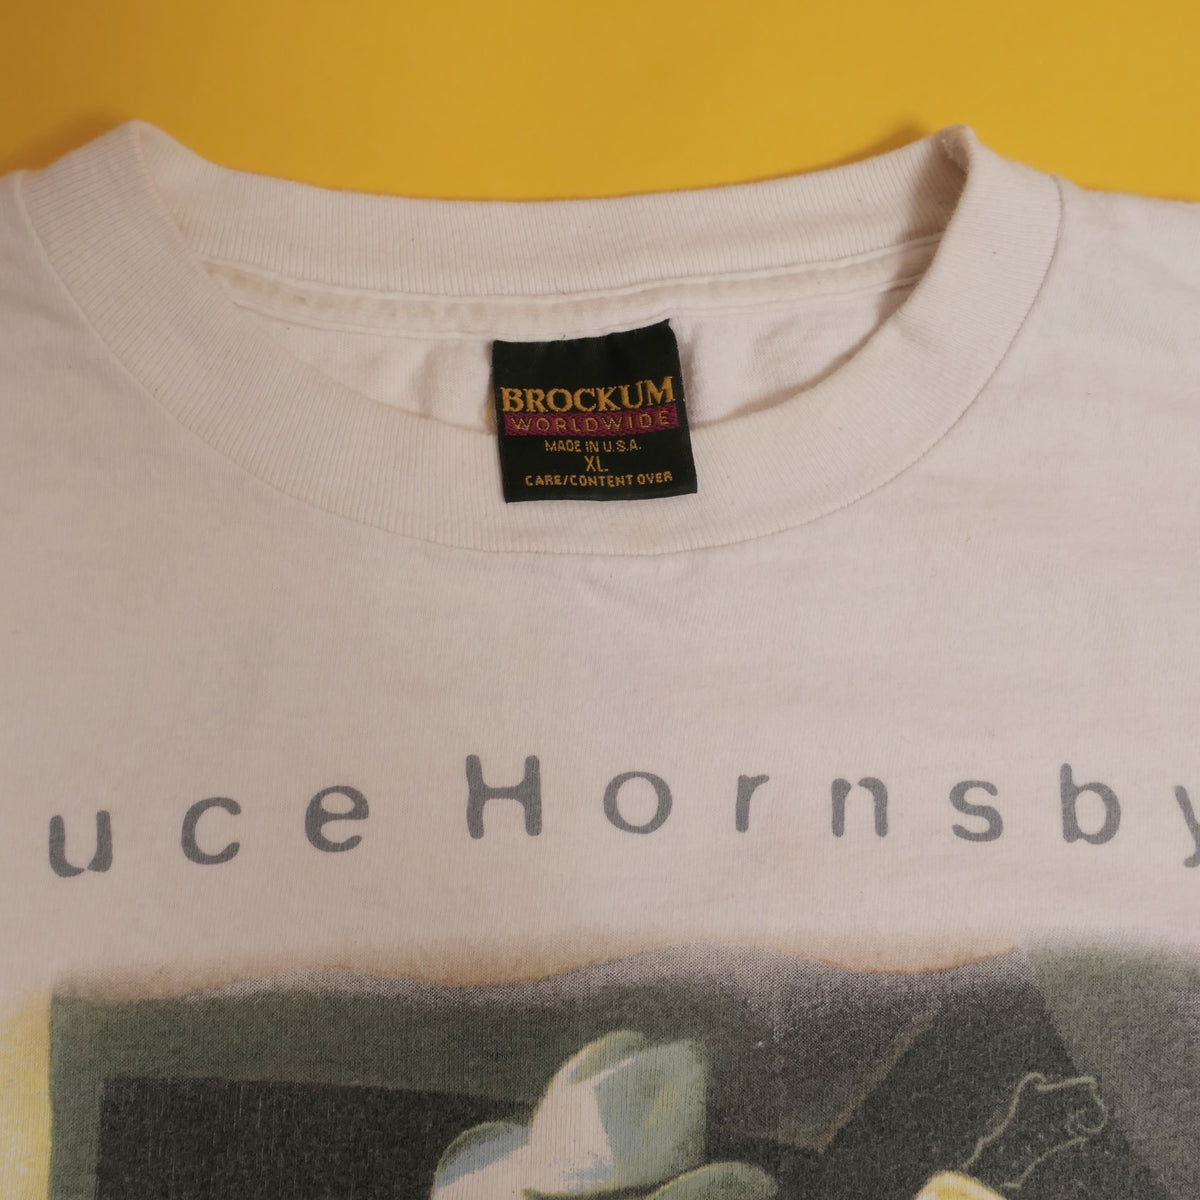 BROCKUM
WORLDWIDE
MADE IN U.S.A.
XL
CARE/CONTENT OVER
uce Hornsby